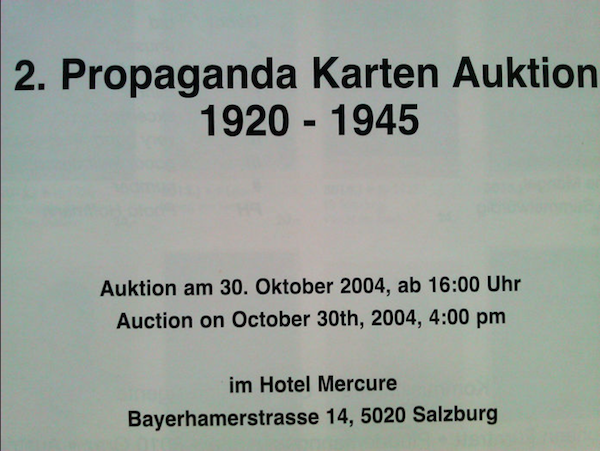 2. Propaganda Karten Auktion
1920 - 1945
Auktion am 30. Oktober 2004, ab 16:00 Uhr
Auction on October 30th, 2004, 4:00 pm
im Hotel Mercure
Bayerhamerstrasse 14, 5020 Salzburg